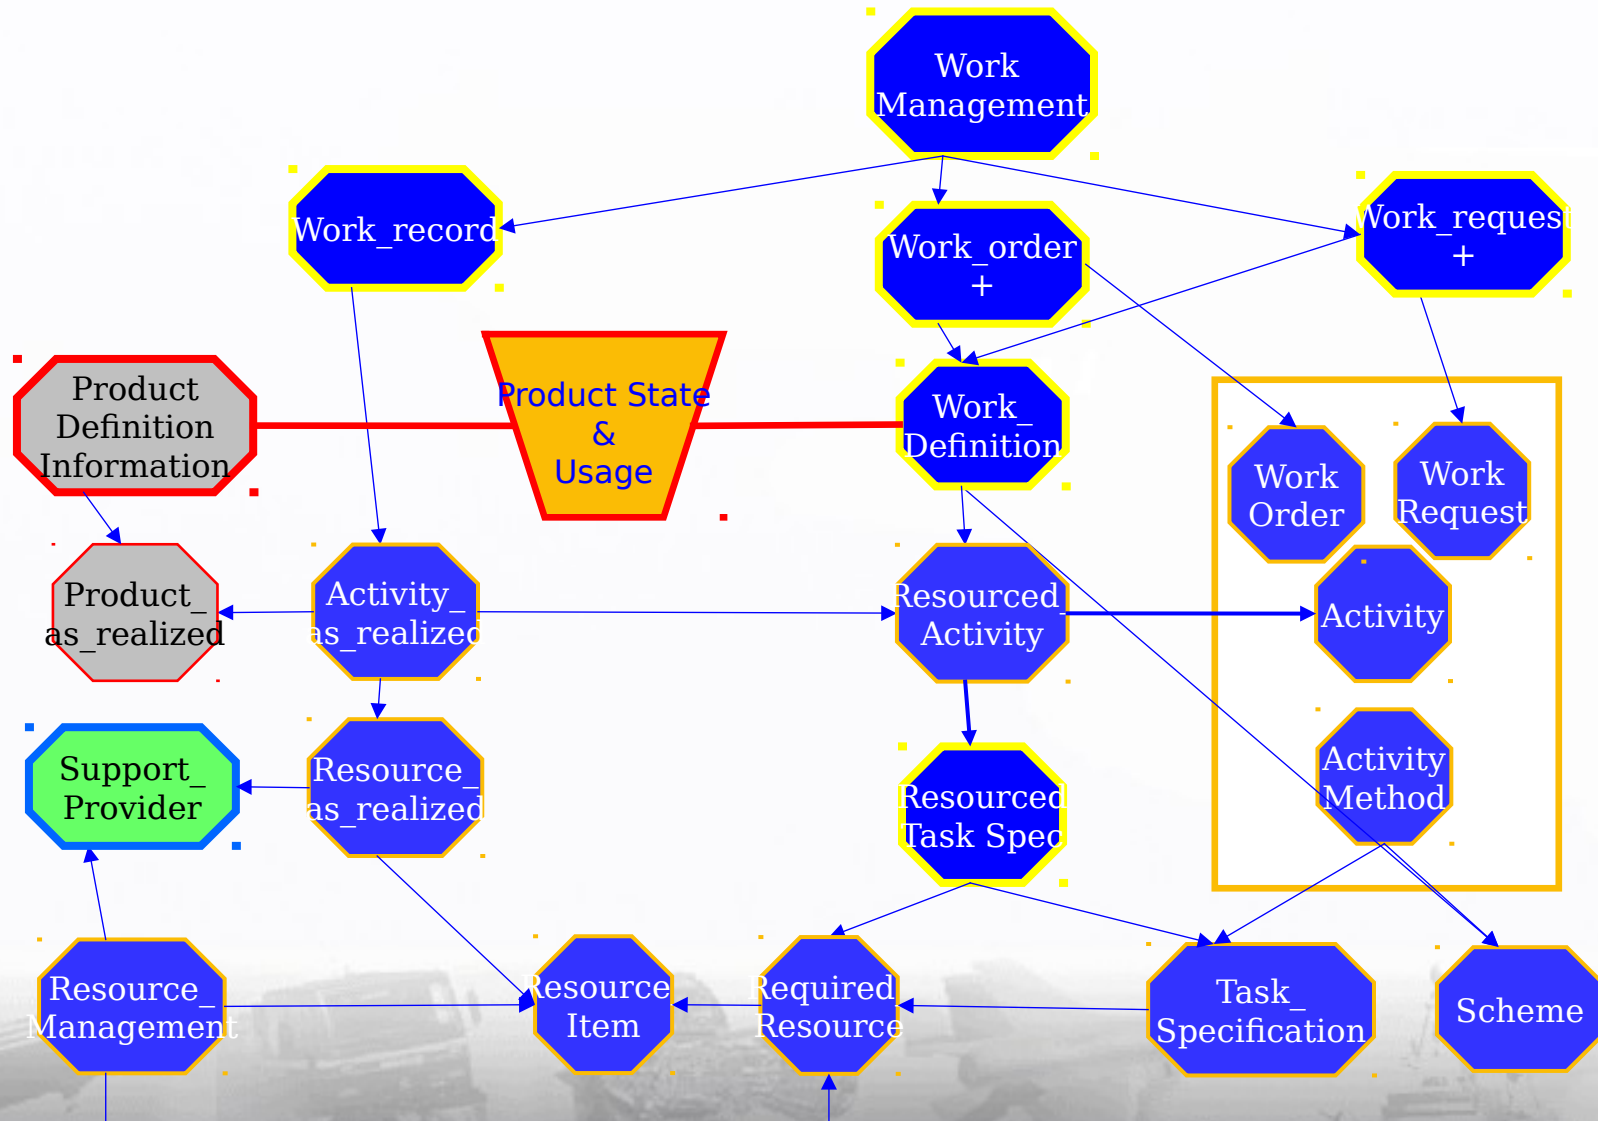 Work
Management
Work_record
Work_order
+
Work_request
+
Product
Definition
Information
Product State
&
Usage
Work_
Definition
Work
Order
Work
Request
Product_
as_realized
Activity_
as_realized
Resourced_
Activity
Activity
Support_
Provider
Resource_
as_realized
Resourced
Task Spec
Activity
Method
Resource_
Management
Resource
Item
Required
Resource
Task_
Specification
Scheme